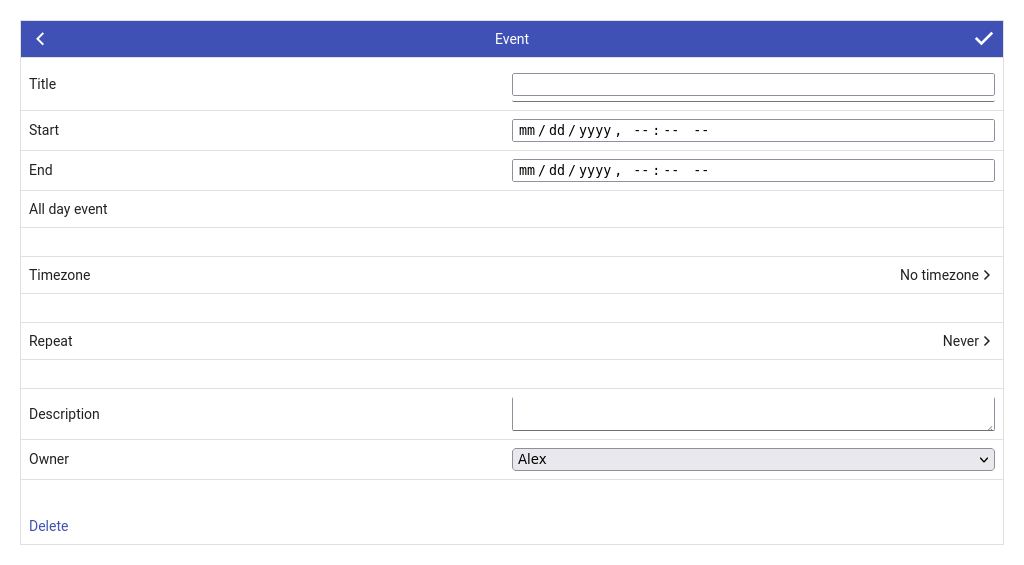 Event
Title
Start mm/dd/yyyy, --:-- --
End mm/dd/yyyy, --:-- --
All day event
Timezone No timezone
Repeat Never
Description
Owner Alex
Delete